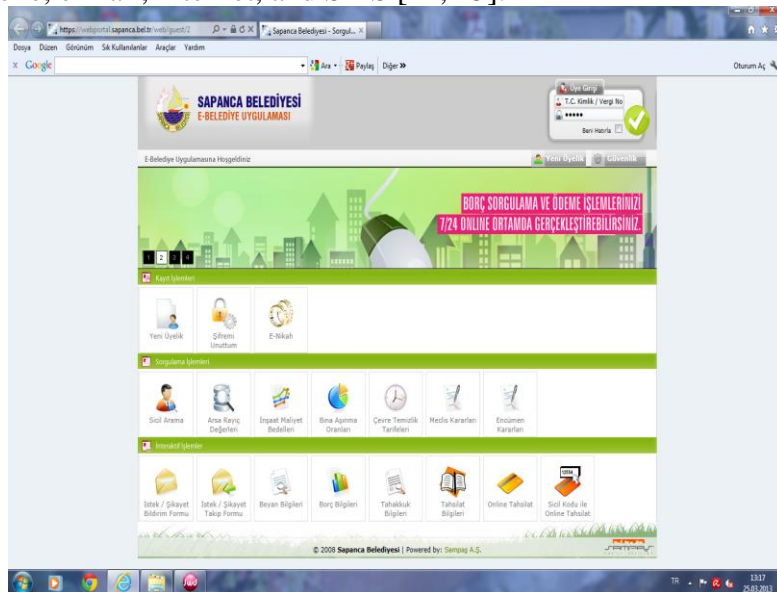 https://webportal.sapanca.bel.tr/web/guest/2
Sapanca Belediyesi - Sorgul...
Dosya Düzen Görünüm Sık Kullanılanlar Araçlar Yardım
x Google
Ara
Paylaş
Diğer »
Oturum Aç
SAPANCA BELEDİYESİ
E-BELEDİYE UYGULAMASI
Üye Girişi
T.C. Kimlik / Vergi No
Beni Hatırla
E-Belediye Uygulamasına Hoşgeldiniz
Yeni Üyelik
Güvenlik
BORÇ SORGULAMA VE ÖDEME İŞLEMLERİNİZİ
7/24 ONLINE ORTAMDA GERÇEKLEŞTİREBİLİRSİNİZ.
1 2 3 4
Kayıt İşlemleri
Yeni Üyelik
Şifremi Unuttum
E-Nikah
Sorgulama İşlemleri
Sicil Arama
Arsa Rayiç Değerleri
İnşaat Maliyet Bedelleri
Bina Aşınma Oranları
Çevre Temizlik Tarifeleri
Meclis Kararları
Encümen Kararları
İnteraktif İşlemler
İstek / Şikayet Bildirim Formu
İstek / Şikayet Takip Formu
Beyan Bilgileri
Borç Bilgileri
Tahakkuk Bilgileri
Tahsilat Bilgileri
Online Tahsilat
Sicil Kodu ile Online Tahsilat
© 2008 Sapanca Belediyesi | Powered by: Sampaş A.Ş.
SAMPAŞ
TR
13:17
25.03.2013